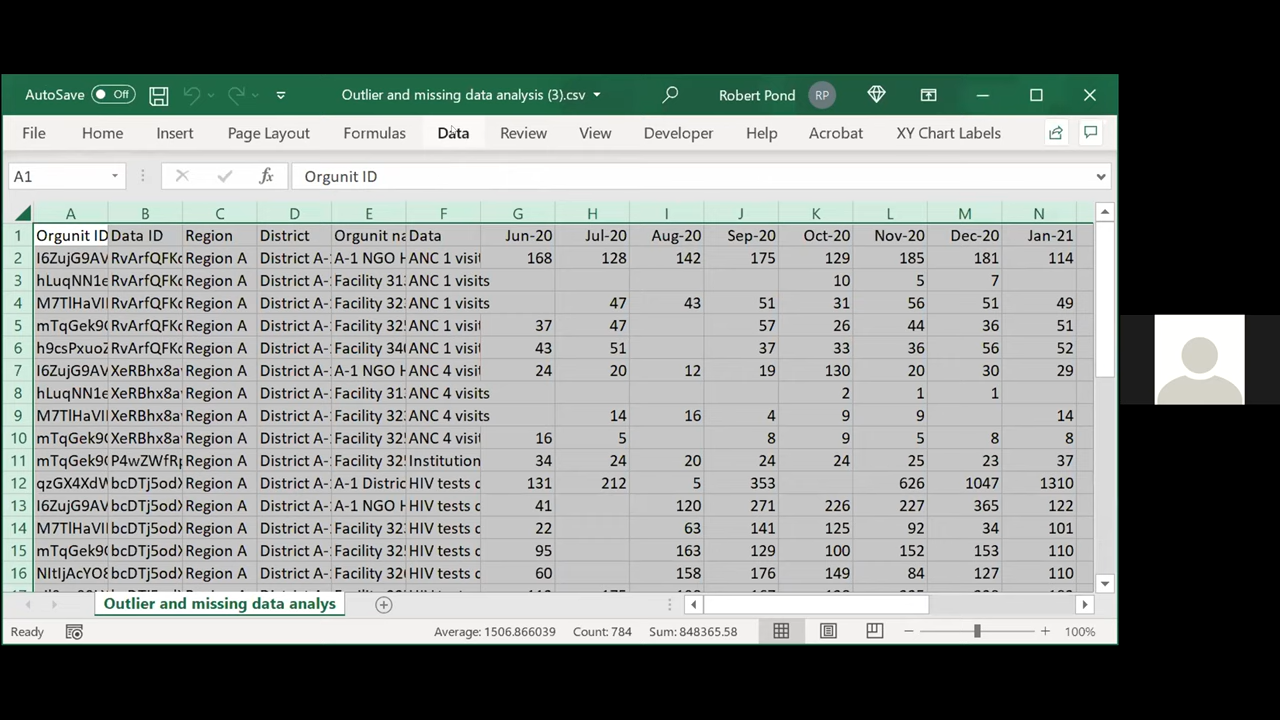 AutoSave Off Outlier and missing data analysis (3).csv Robert Pond RP
File Home Insert Page Layout Formulas Data Review View Developer Help Acrobat XY Chart Labels
A1 fx Orgunit ID
A B C D E F G H I J K L M N
1 Orgunit ID Data ID Region District Orgunit na Data Jun-20 Jul-20 Aug-20 Sep-20 Oct-20 Nov-20 Dec-20 Jan-21
2 I6ZujG9AV RvArfQFKc Region A District A- A-1 NGO H ANC 1 visit 168 128 142 175 129 185 181 114
3 hLuqNN1e RvArfQFKc Region A District A- Facility 31 ANC 1 visits 10 5 7
4 M7TlHaVI RvArfQFKc Region A District A- Facility 32 ANC 1 visits 47 43 51 31 56 51 49
5 mTqGek9 RvArfQFKc Region A District A- Facility 32 ANC 1 visit 37 47 57 26 44 36 51
6 h9csPxuoZ RvArfQFKc Region A District A- Facility 34 ANC 1 visit 43 51 37 33 36 56 52
7 I6ZujG9AV XeRBhx8a Region A District A- A-1 NGO H ANC 4 visit 24 20 12 19 130 20 30 29
8 hLuqNN1e XeRBhx8a Region A District A- Facility 31 ANC 4 visits 2 1 1
9 M7TlHaVI XeRBhx8a Region A District A- Facility 32 ANC 4 visits 14 16 4 9 9 14
10 mTqGek9 XeRBhx8a Region A District A- Facility 32 ANC 4 visit 16 5 8 9 5 8 8
11 mTqGek9 P4wZWfRp Region A District A- Facility 32 Institution 34 24 20 24 24 25 23 37
12 qzGX4XdW bcDTj5odX Region A District A- A-1 Distric HIV tests c 131 212 5 353 626 1047 1310
13 I6ZujG9AV bcDTj5odX Region A District A- A-1 NGO H HIV tests c 41 120 271 226 227 365 122
14 M7TlHaVI bcDTj5odX Region A District A- Facility 32 HIV tests c 22 63 141 125 92 34 101
15 mTqGek9 bcDTj5odX Region A District A- Facility 32 HIV tests c 95 163 129 100 152 153 110
16 NItIjAcYO bcDTj5odX Region A District A- Facility 32 HIV tests c 60 158 176 149 84 127 110
Outlier and missing data analys
Ready Average: 1506.866039 Count: 784 Sum: 848365.58 100%